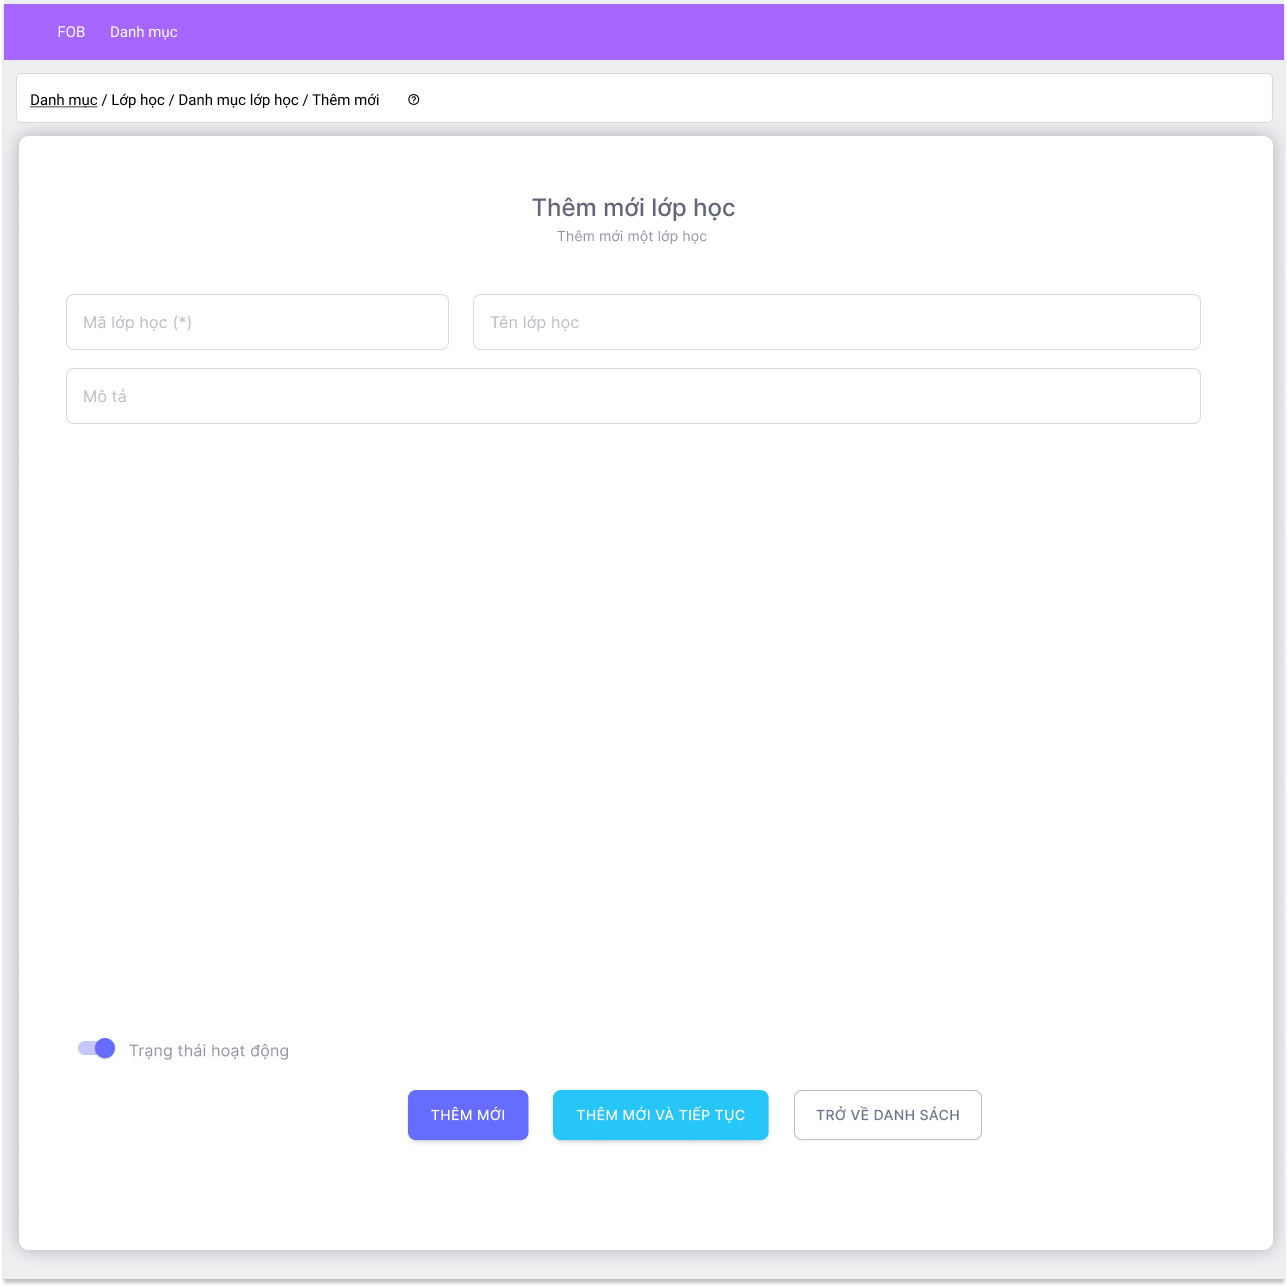 FOB Danh mục
Danh mục / Lớp học / Danh mục lớp học / Thêm mới
Thêm mới lớp học
Thêm mới một lớp học
Mã lớp học (*) Tên lớp học
Mô tả
Trạng thái hoạt động
THÊM MỚI THÊM MỚI VÀ TIẾP TỤC TRỞ VỀ DANH SÁCH